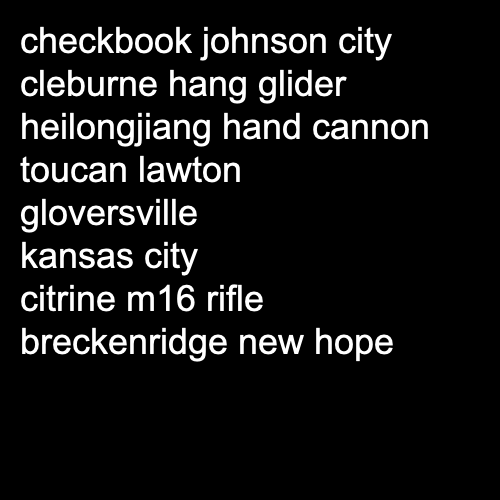 checkbook johnson city
cleburne hang glider
heilongjiang hand cannon
toucan lawton
gloversville
kansas city
citrine m16 rifle
breckenridge new hope